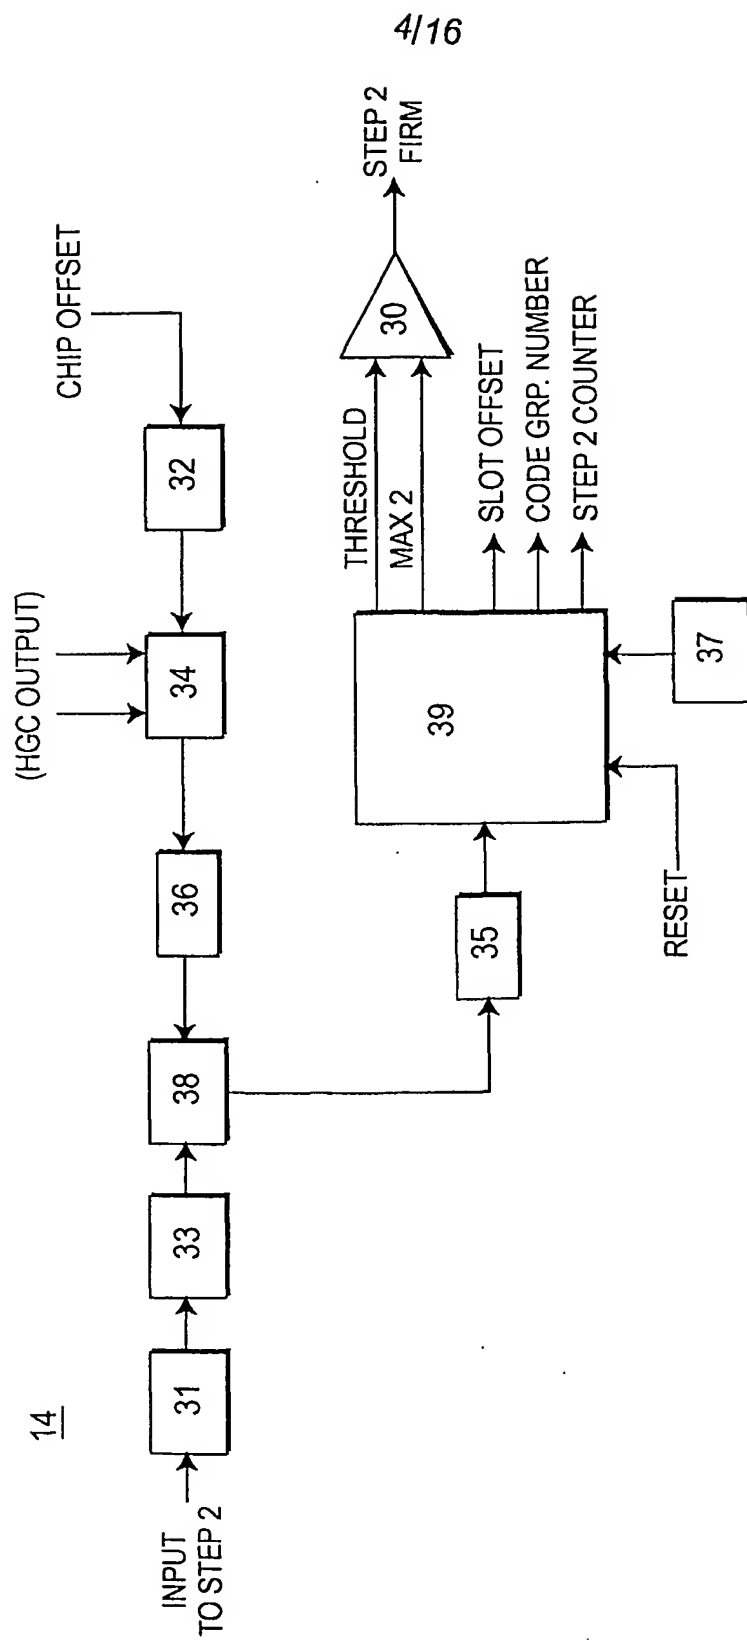 4/16
14
CHIP OFFSET
(HGC OUTPUT)
32
34
36
38
33
31
INPUT
TO STEP 2
STEP 2
FIRM
30
THRESHOLD
MAX 2
SLOT OFFSET
CODE GRP. NUMBER
STEP 2 COUNTER
39
35
37
RESET